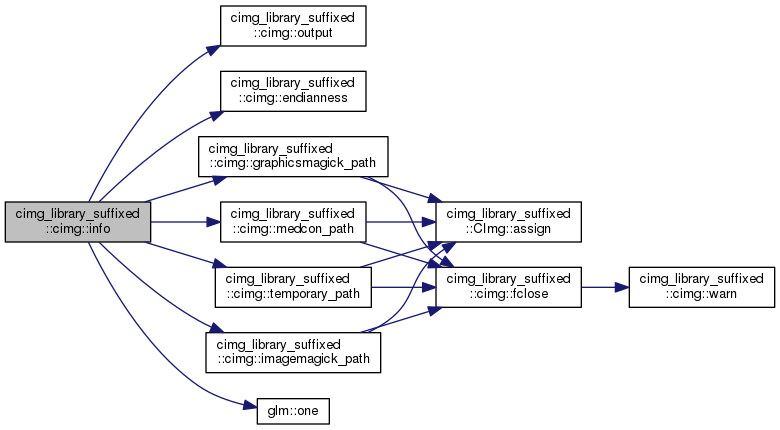 cimg_library_suffixed
::cimg::info
cimg_library_suffixed
::cimg::output
cimg_library_suffixed
::cimg::endianness
cimg_library_suffixed
::cimg::graphicsmagick_path
cimg_library_suffixed
::cimg::medcon_path
cimg_library_suffixed
::cimg::temporary_path
cimg_library_suffixed
::cimg::imagemagick_path
glm::one
cimg_library_suffixed
::CImg::assign
cimg_library_suffixed
::cimg::fclose
cimg_library_suffixed
::cimg::warn